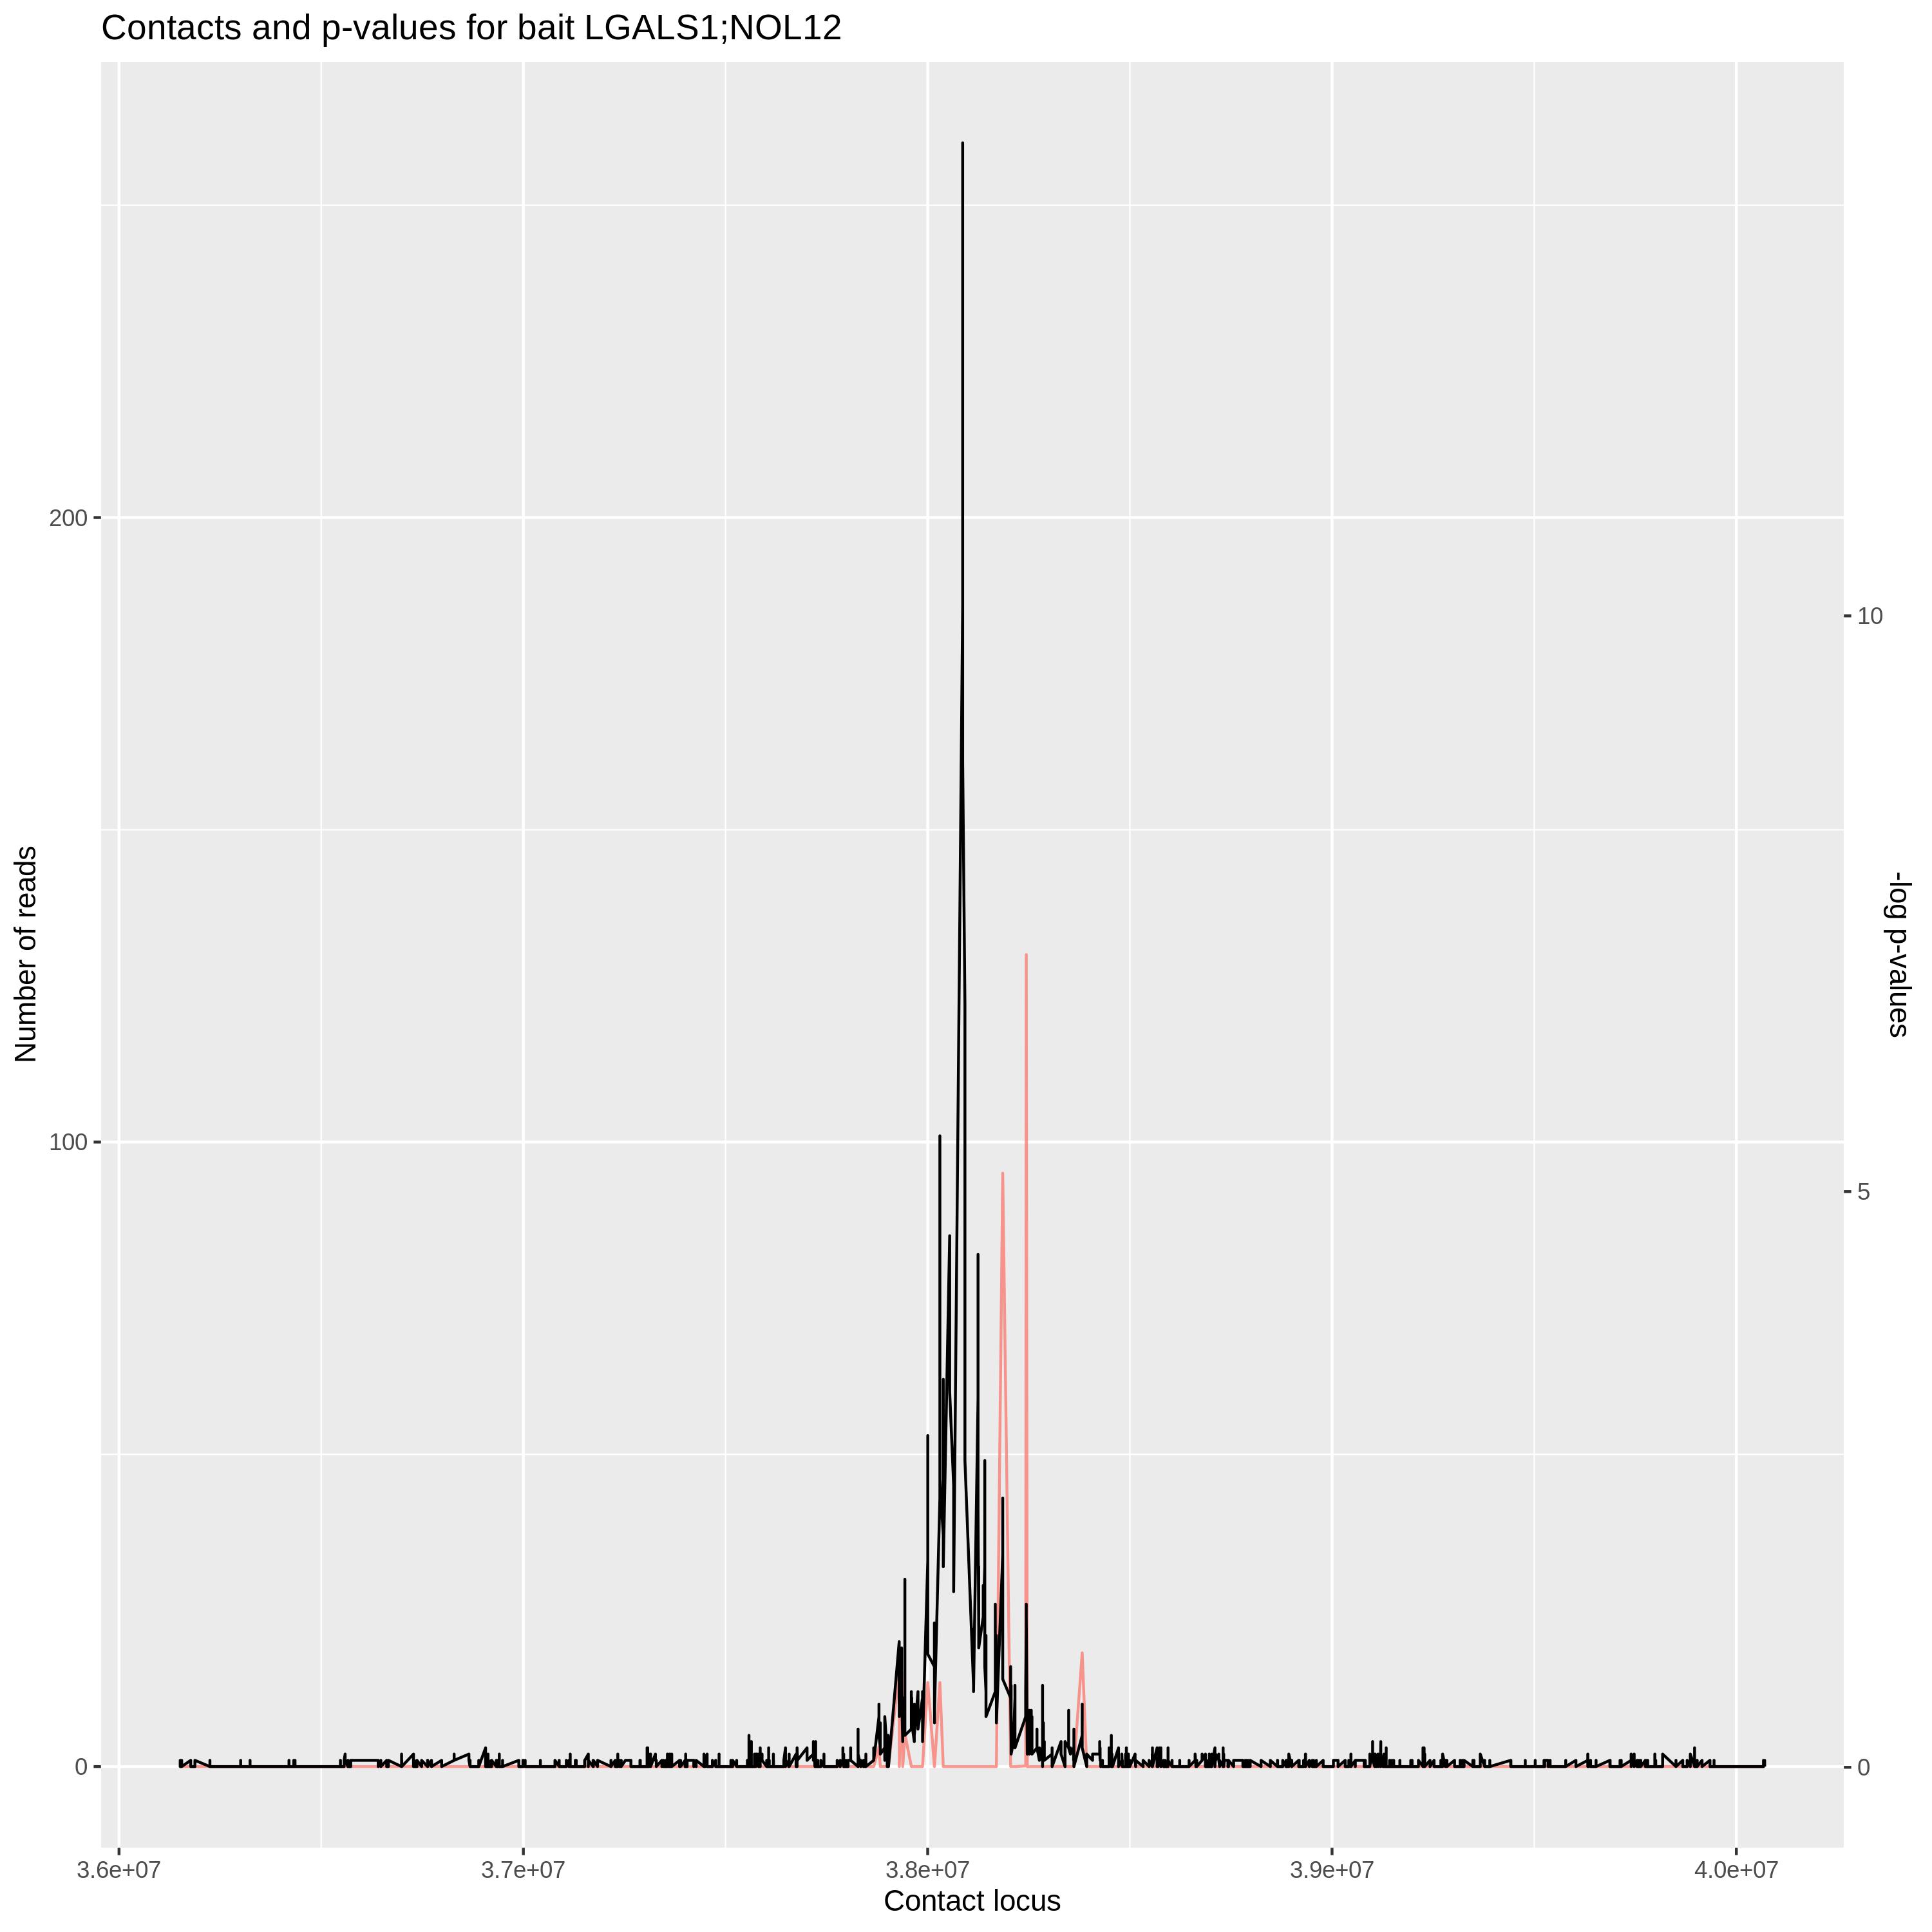 Contacts and p-values for bait LGALS1;NOL12
Number of reads
200
100
0
10
5
0
-log p-values
3.6e+07 3.7e+07 3.8e+07 3.9e+07 4.0e+07
Contact locus